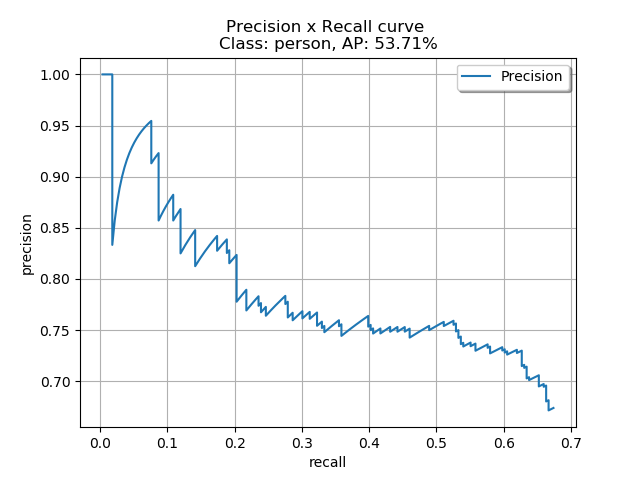 Precision x Recall curve
Class: person, AP: 53.71%
Precision
1.00
0.95
0.90
0.85
0.80
0.75
0.70
precision
0.0 0.1 0.2 0.3 0.4 0.5 0.6 0.7
recall